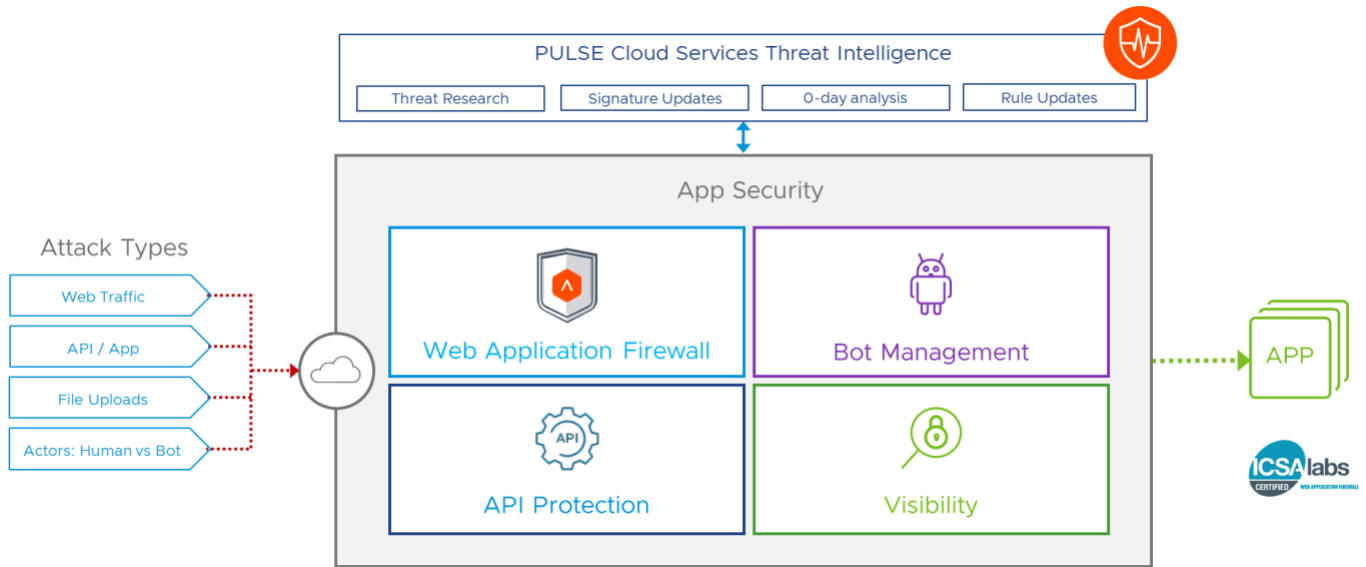 PULSE Cloud Services Threat Intelligence
Threat Research
Signature Updates
0-day analysis
Rule Updates
App Security
Attack Types
Web Traffic
API / App
File Uploads
Actors: Human vs Bot
Web Application Firewall
Bot Management
API
API Protection
Visibility
APP
ICSAlabs
CERTIFIED
WEB APPLICATION FIREWALL